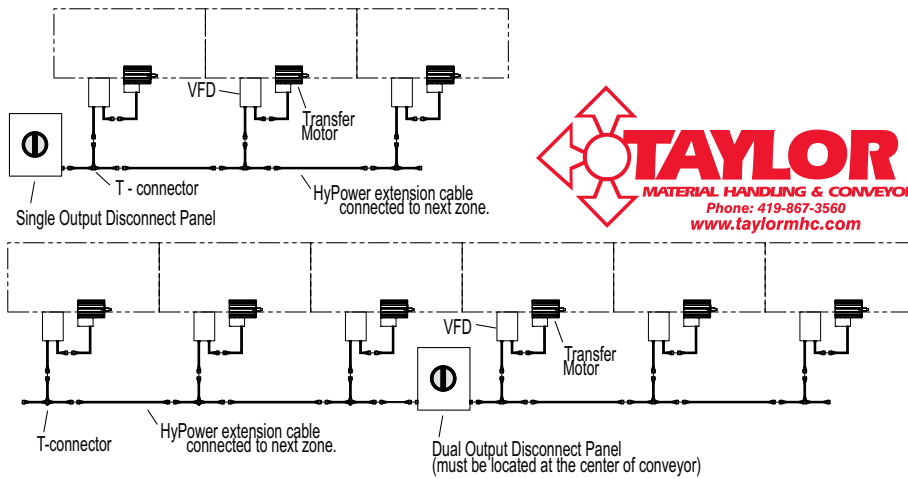 VFD
Transfer
Motor
T - connector
HyPower extension cable
connected to next zone.
Single Output Disconnect Panel
TAYLOR
MATERIAL HANDLING & CONVEYOR
Phone: 419-867-3560
www.taylormhc.com
VFD
Transfer
Motor
T-connector
HyPower extension cable
connected to next zone.
Dual Output Disconnect Panel
(must be located at the center of conveyor)